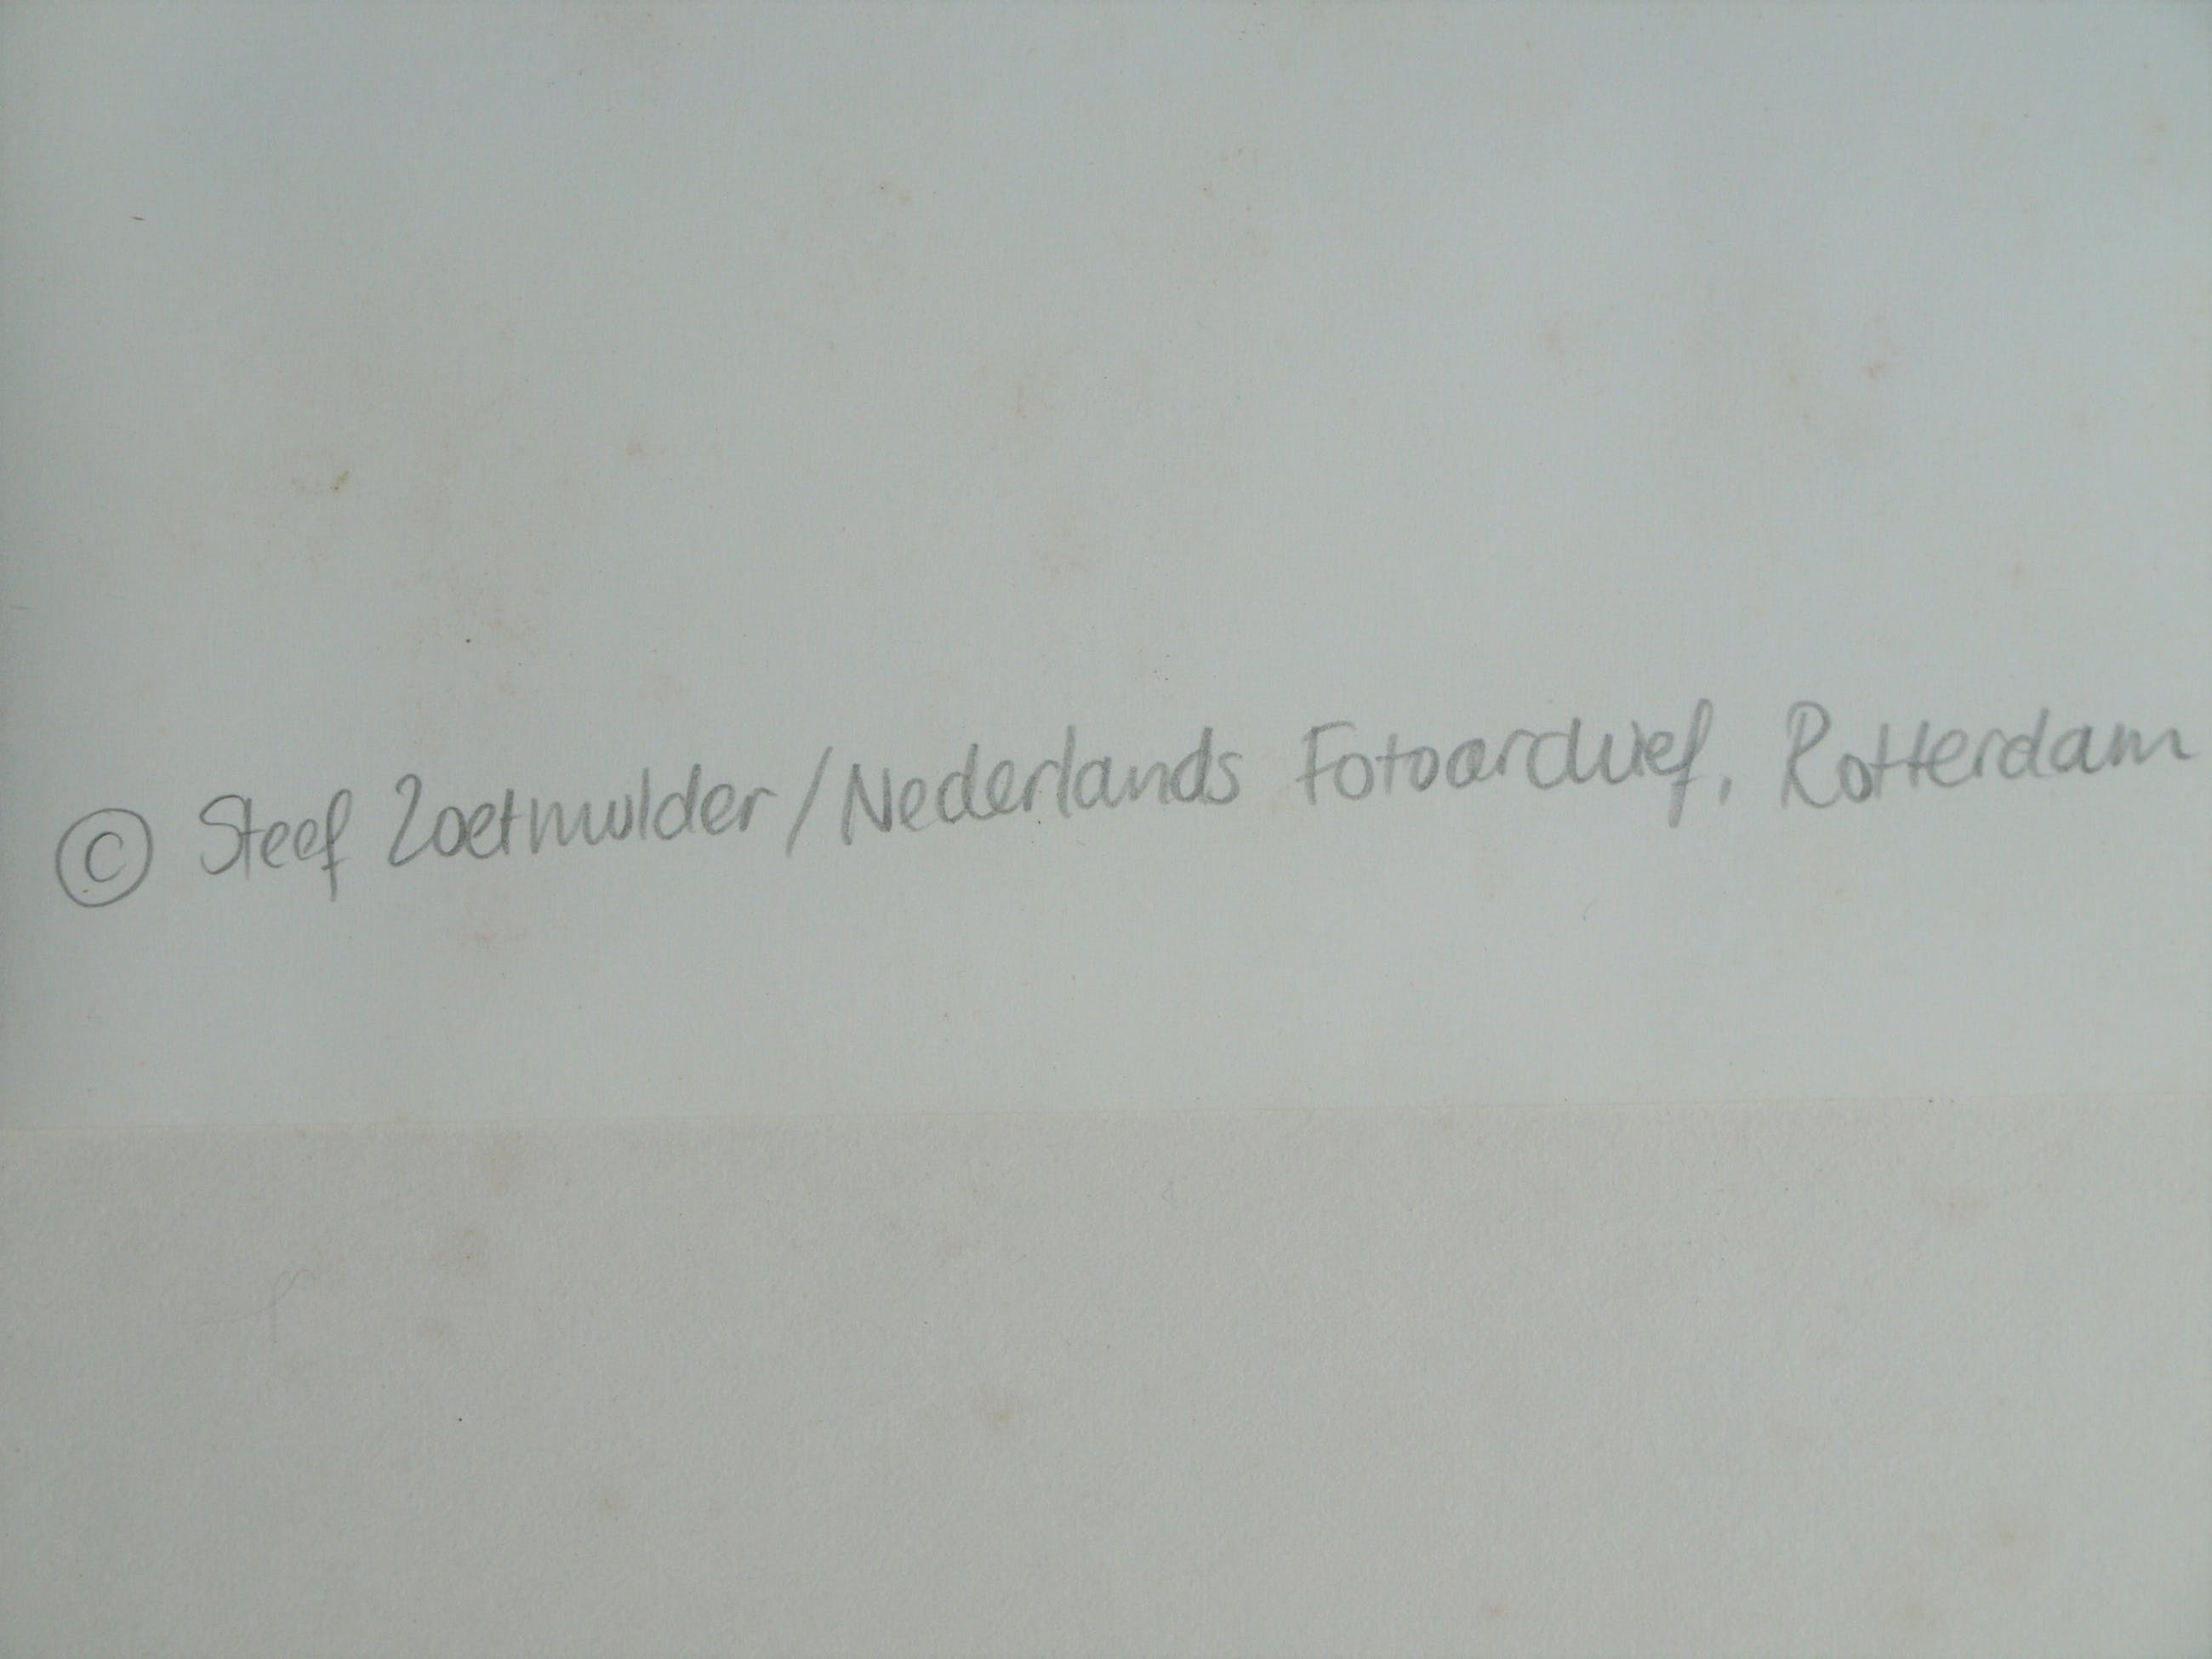 © Steef Zoetmulder/Nederlands Fotoarchief, Rotterdam